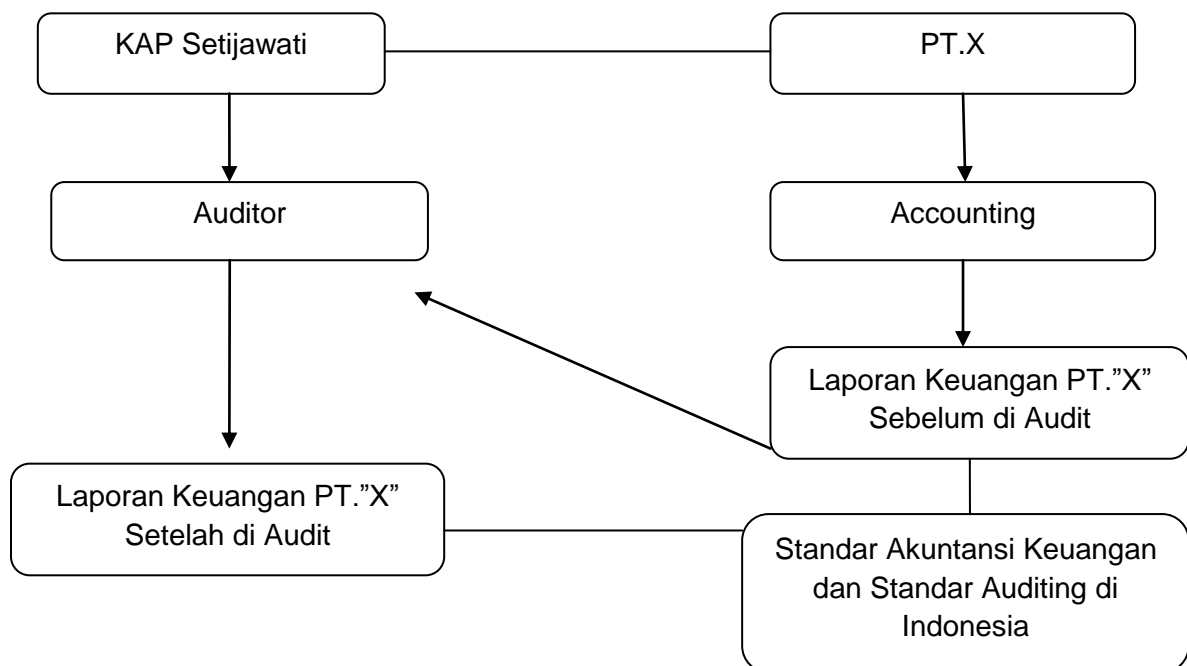 KAP Setijawati
PT.X
Auditor
Accounting
Laporan Keuangan PT.”X”
Sebelum di Audit
Laporan Keuangan PT.”X”
Setelah di Audit
Standar Akuntansi Keuangan
dan Standar Auditing di
Indonesia